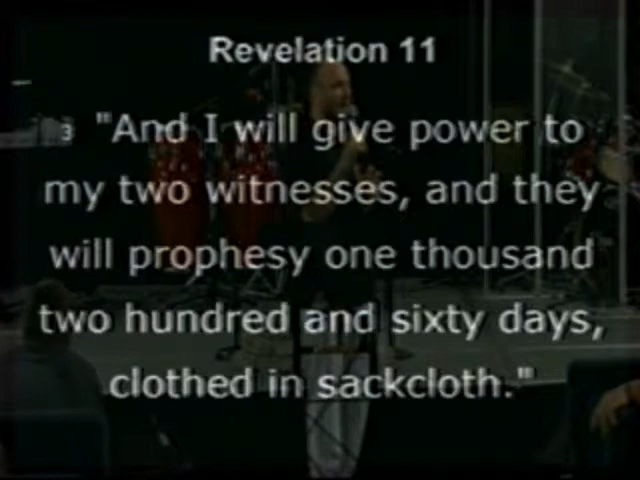 Revelation 11
3 "And I will give power to
my two witnesses, and they
will prophesy one thousand
two hundred and sixty days,
clothed in sackcloth."